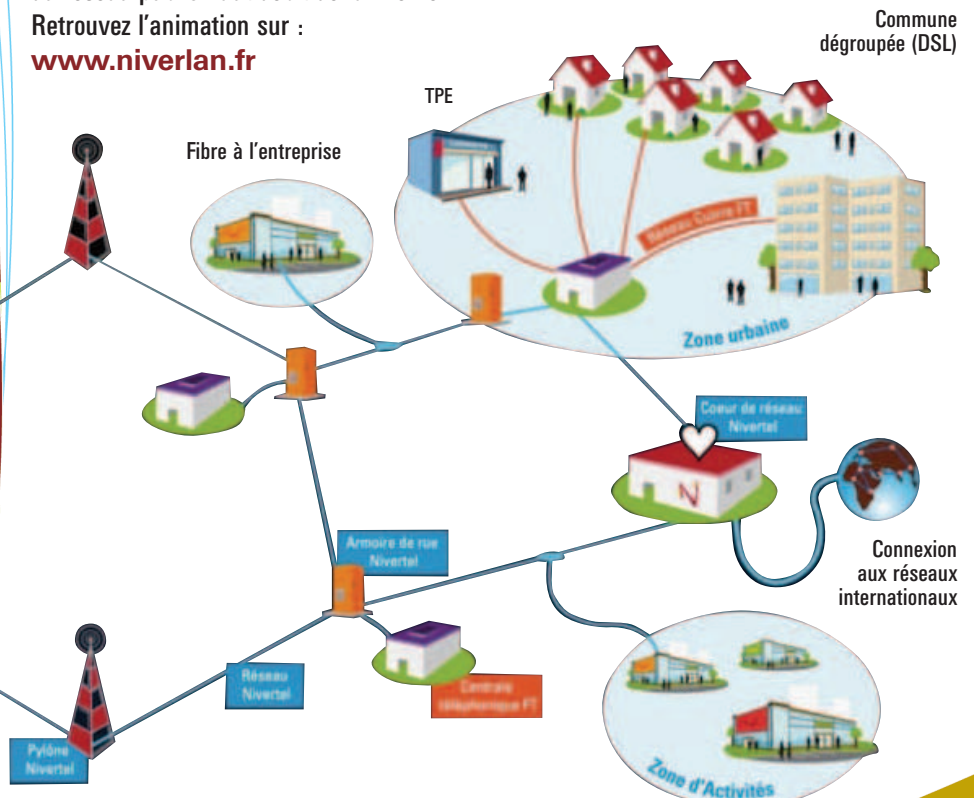 Retrouvez l'animation sur :
www.niverlan.fr
Commune
dégroupée (DSL)
TPE
Fibre à l'entreprise
Réseau Cuivre FT
Zone urbaine
Coeur de réseau
Nivertel
Armoire de rue
Nivertel
Connexion
aux réseaux
internationaux
Réseau
Nivertel
Centrale
téléphonique FT
Pylône
Nivertel
Zone d'Activités